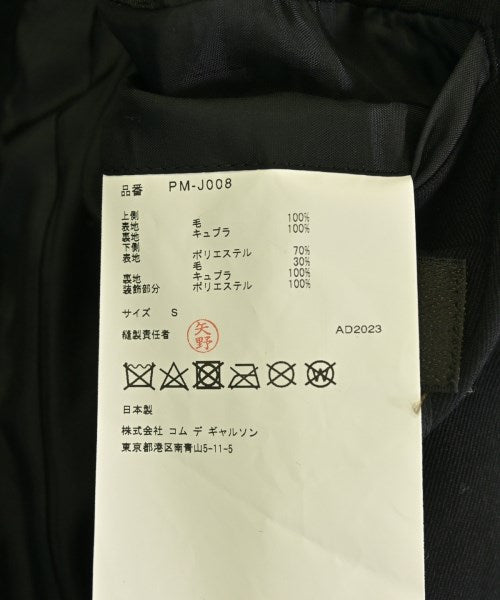 品番 PM-J008
上側
表地 毛 100%
裏地 キュプラ 100%
下側
表地 ポリエステル 70%
毛 30%
裏地 キュプラ 100%
装飾部分 ポリエステル 100%
サイズ S
縫製責任者 矢野 AD2023
W
日本製
株式会社 コム デ ギャルソン
東京都港区南青山5-11-5